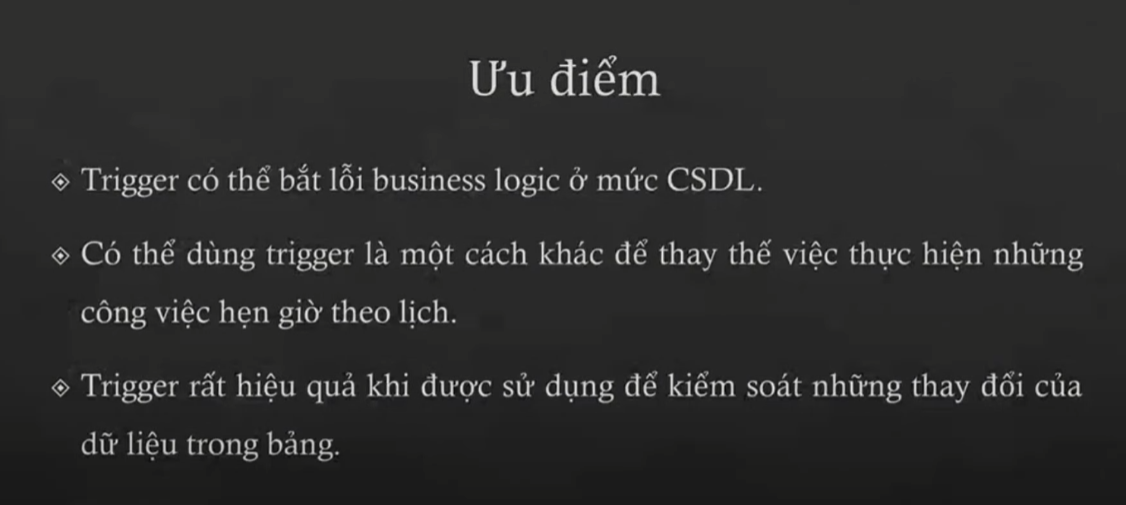 Ưu điểm
Trigger có thể bắt lỗi business logic ở mức CSDL.
Có thể dùng trigger là một cách khác để thay thế việc thực hiện những
công việc hẹn giờ theo lịch.
Trigger rất hiệu quả khi được sử dụng để kiểm soát những thay đổi của
dữ liệu trong bảng.